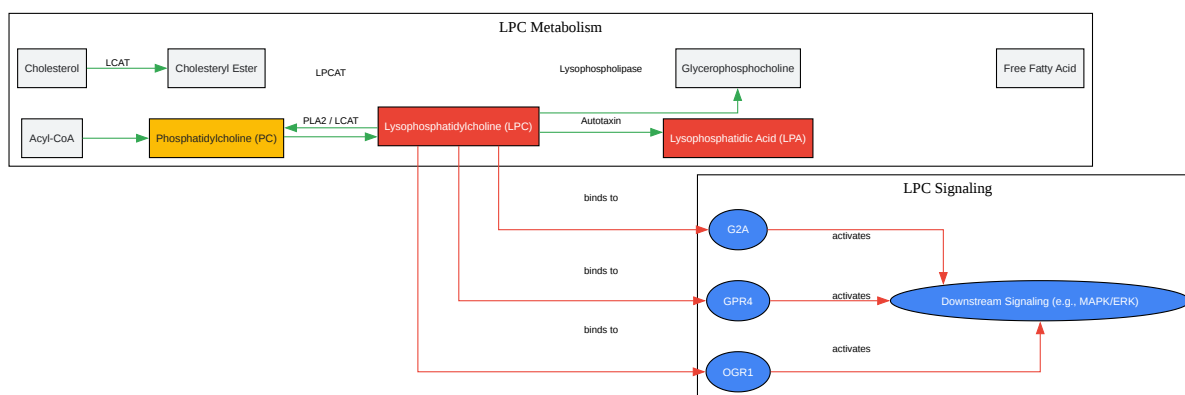 LPC Metabolism
Cholesterol
LCAT
Cholesteryl Ester
LPCAT
Lysophospholipase
Glycerophosphocholine
Free Fatty Acid
Acyl-CoA
Phosphatidylcholine (PC)
PLA2 / LCAT
Lysophosphatidylcholine (LPC)
Autotaxin
Lysophosphatidic Acid (LPA)
LPC Signaling
binds to
G2A
activates
binds to
GPR4
activates
Downstream Signaling (e.g., MAPK/ERK)
binds to
OGR1
activates